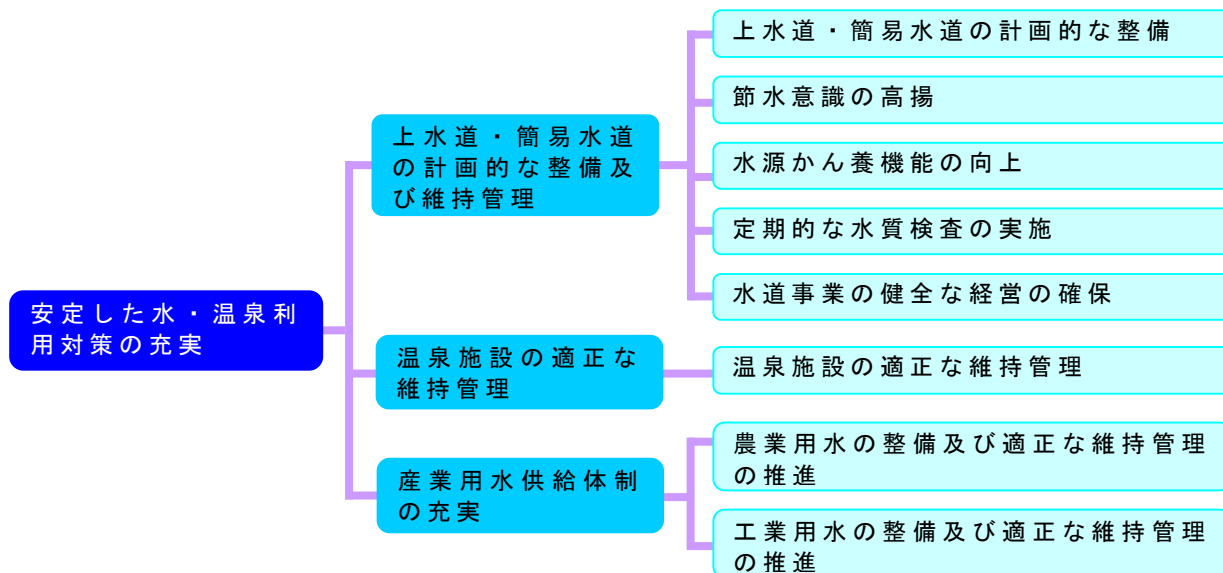 安定した水・温泉利
用対策の充実
上水道・簡易水道
の計画的な整備及
び維持管理
上水道・簡易水道の計画的な整備
節水意識の高揚
水源かん養機能の向上
定期的な水質検査の実施
水道事業の健全な経営の確保
温泉施設の適正な
維持管理
温泉施設の適正な維持管理
産業用水供給体制
の充実
農業用水の整備及び適正な維持管理
の推進
工業用水の整備及び適正な維持管理
の推進